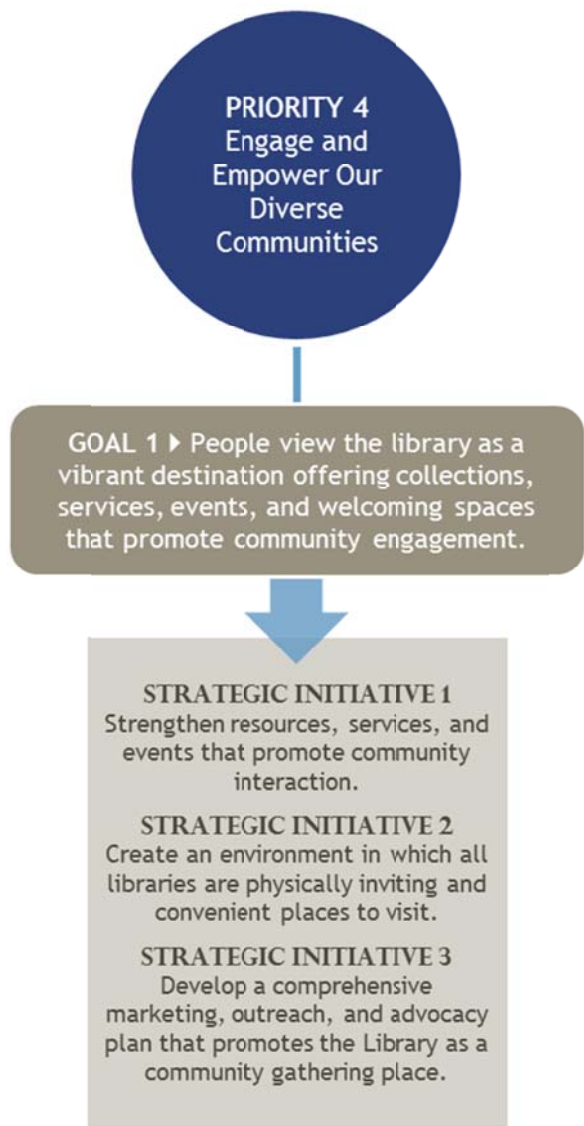 PRIORITY 4
Engage and
Empower Our
Diverse
Communities
GOAL 1 ▸ People view the library as a
vibrant destination offering collections,
services, events, and welcoming spaces
that promote community engagement.
STRATEGIC INITIATIVE 1
Strengthen resources, services, and
events that promote community
interaction.
STRATEGIC INITIATIVE 2
Create an environment in which all
libraries are physically inviting and
convenient places to visit.
STRATEGIC INITIATIVE 3
Develop a comprehensive
marketing, outreach, and advocacy
plan that promotes the Library as a
community gathering place.